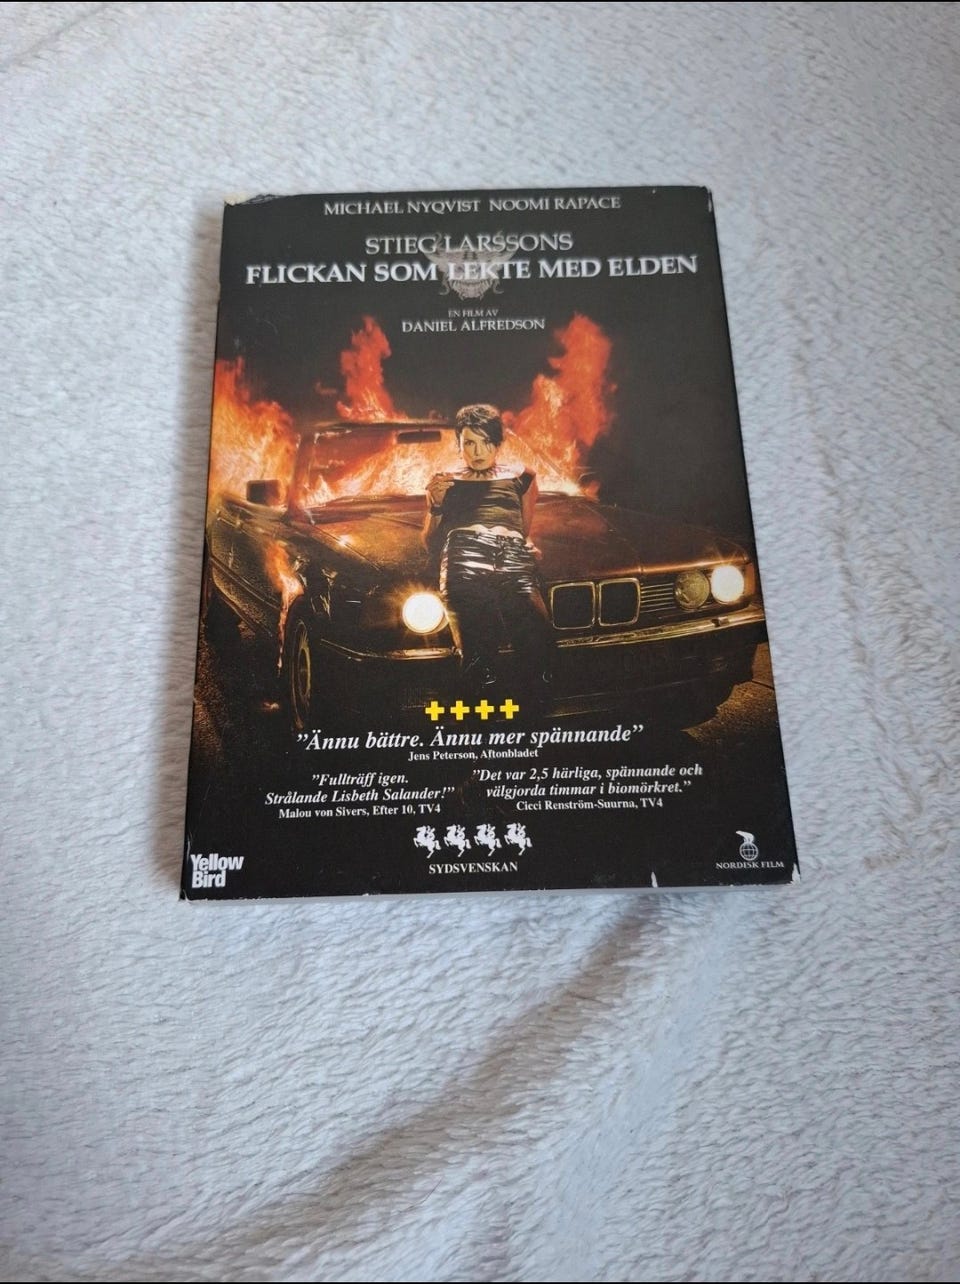 MICHAEL NYQVIST NOOMI RAPACE
STIEG LARSSONS
FLICKAN SOM LEKTE MED ELDEN
EN FILM AV
DANIEL ALFREDSON
"Ännu bättre. Ännu mer spännande"
Jens Peterson, Aftonbladet
"Fullträff igen.
Strålande Lisbeth Salander!"
Malou von Sivers, Efter 10, TV4
"Det var 2,5 härliga, spännande och
välgjorda timmar i biomörkret."
Cicci Renström-Suurna, TV4
SYDSVENSKAN
Yellow
Bird
NORDISK FILM